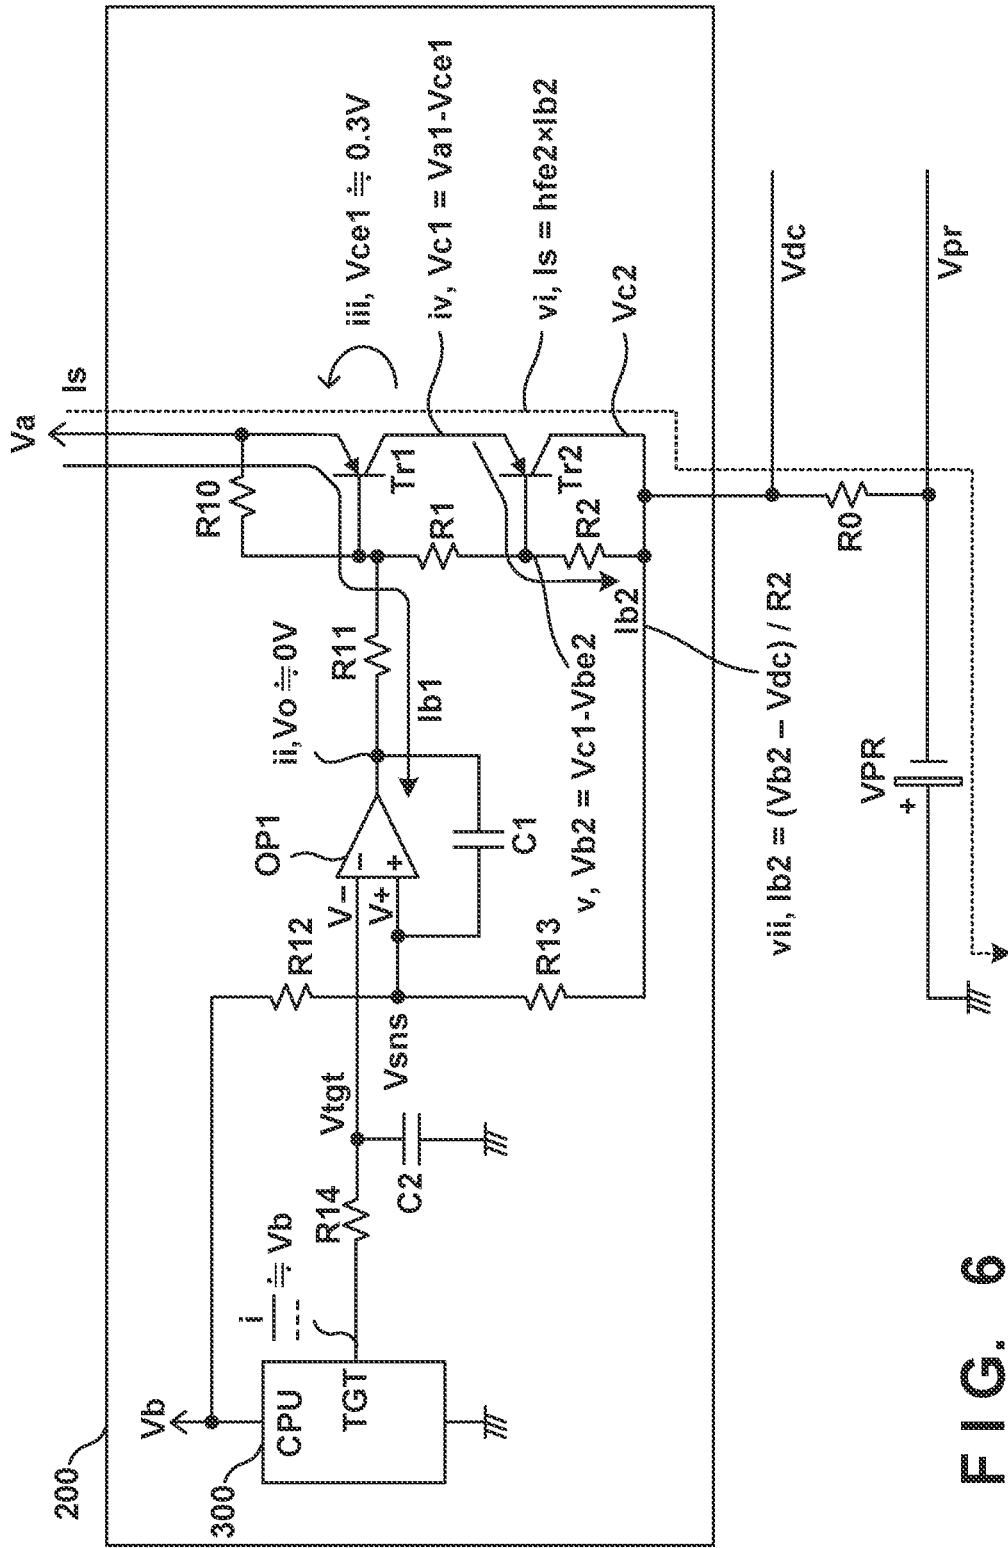 200
Vb
300
CPU
TGT
i
≒Vb
R14
C2
Vtgt
Vsns
R12
R13
OP1
V−
V+
−
+
C1
ii,Vo≒0V
R11
Ib1
Va
Is
R10
Tr1
R1
Tr2
R2
Ib2
iii, Vce1 ≒ 0.3V
iv, Vc1 = Va1-Vce1
v, Vb2 = Vc1-Vbe2
vi, Is = hfe2×Ib2
Vc2
vii, Ib2 = (Vb2 − Vdc) / R2
Vdc
R0
VPR
+
Vpr
FIG. 6